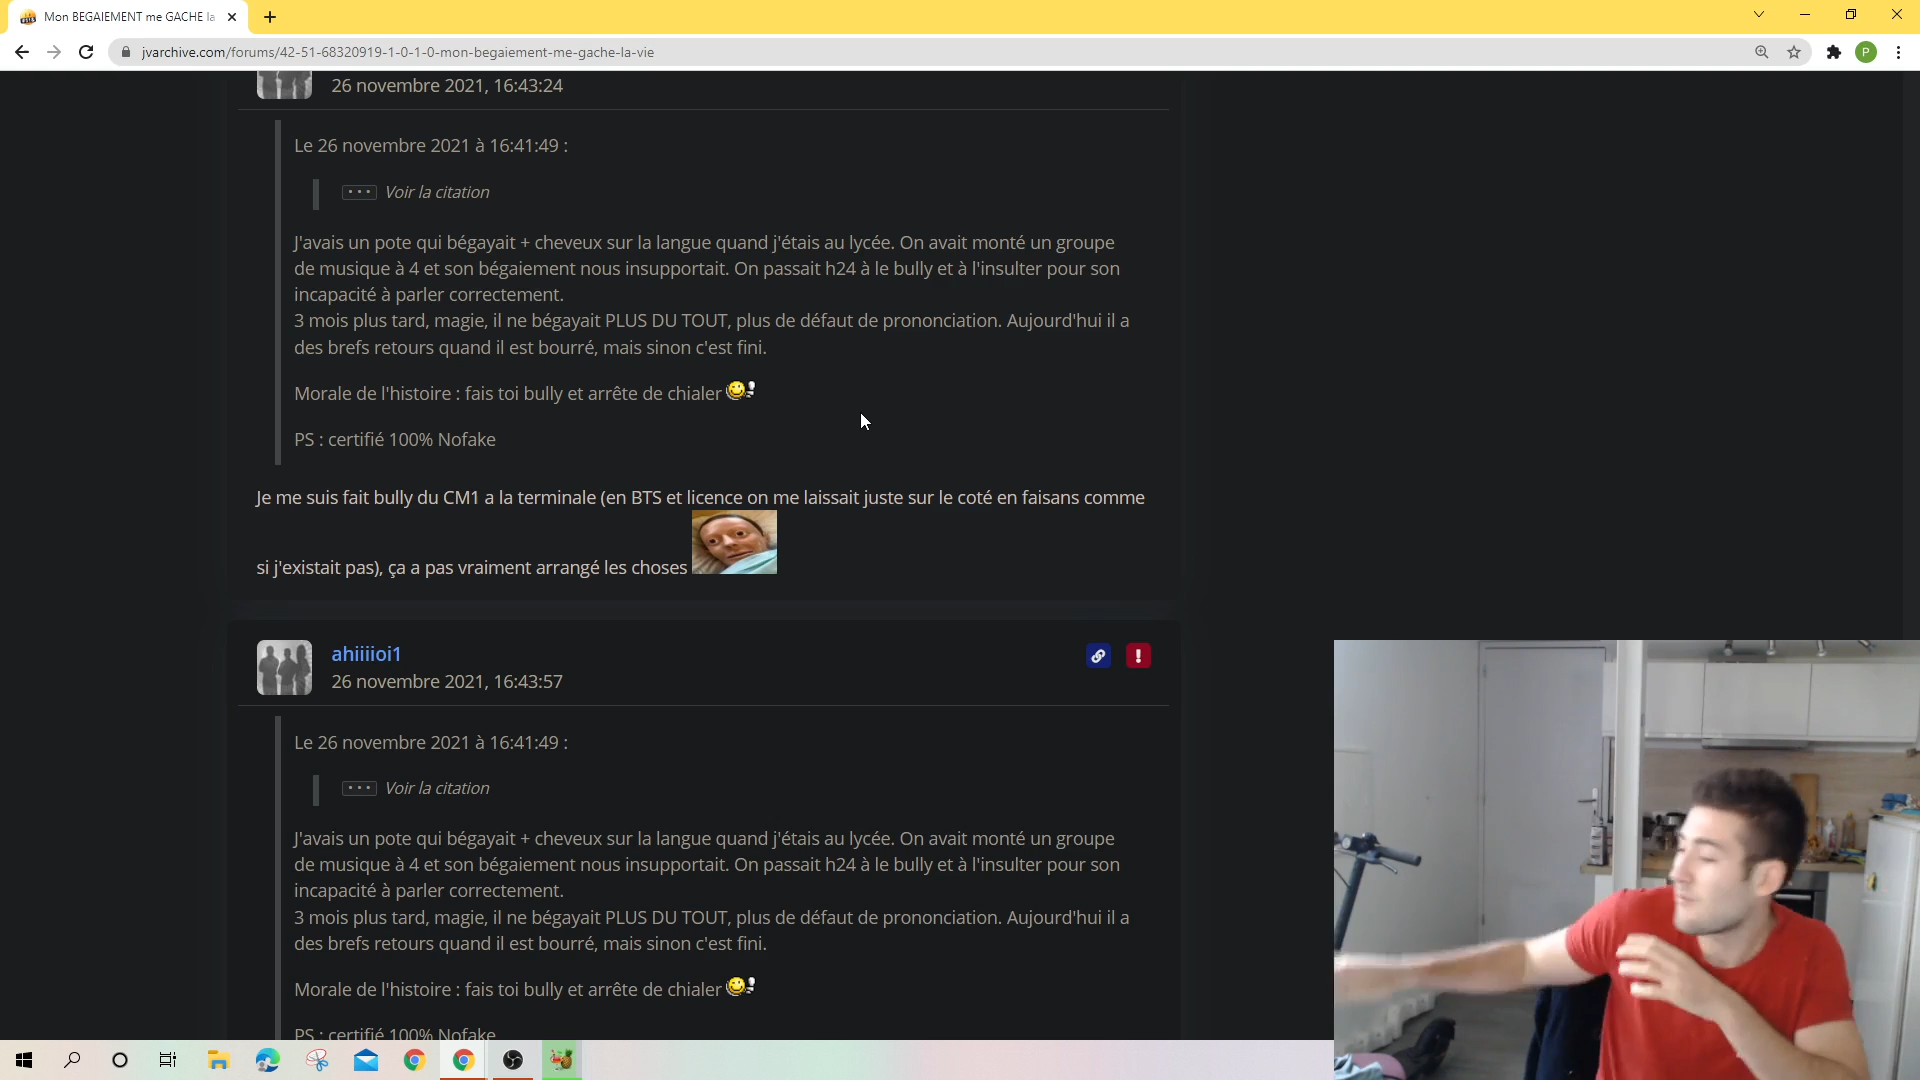 Mon BEGAIEMENT me GACHE la
jvarchive.com/forums/42-51-68320919-1-0-1-0-mon-begaiement-me-gache-la-vie
P
26 novembre 2021, 16:43:24
Le 26 novembre 2021 à 16:41:49 :
Voir la citation
J'avais un pote qui bégayait + cheveux sur la langue quand j'étais au lycée. On avait monté un groupe
de musique à 4 et son bégaiement nous insupportait. On passait h24 à le bully et à l'insulter pour son
incapacité à parler correctement.
3 mois plus tard, magie, il ne bégayait PLUS DU TOUT, plus de défaut de prononciation. Aujourd'hui il a
des brefs retours quand il est bourré, mais sinon c'est fini.
Morale de l'histoire : fais toi bully et arrête de chialer
PS : certifié 100% Nofake
Je me suis fait bully du CM1 a la terminale (en BTS et licence on me laissait juste sur le coté en faisans comme
si j'existait pas), ça a pas vraiment arrangé les choses
ahiiiioi1
26 novembre 2021, 16:43:57
Le 26 novembre 2021 à 16:41:49 :
Voir la citation
J'avais un pote qui bégayait + cheveux sur la langue quand j'étais au lycée. On avait monté un groupe
de musique à 4 et son bégaiement nous insupportait. On passait h24 à le bully et à l'insulter pour son
incapacité à parler correctement.
3 mois plus tard, magie, il ne bégayait PLUS DU TOUT, plus de défaut de prononciation. Aujourd'hui il a
des brefs retours quand il est bourré, mais sinon c'est fini.
Morale de l'histoire : fais toi bully et arrête de chialer
PS : certifié 100% Nofake